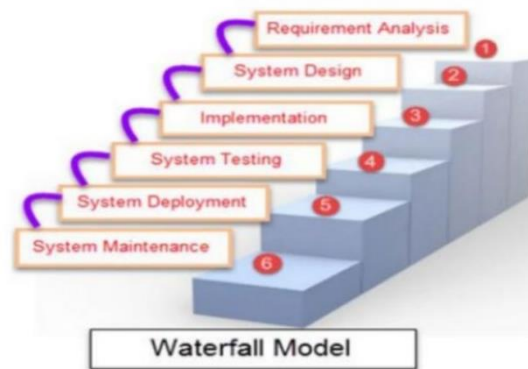 Requirement Analysis
1
System Design
2
Implementation
3
System Testing
4
System Deployment
5
System Maintenance
6
Waterfall Model